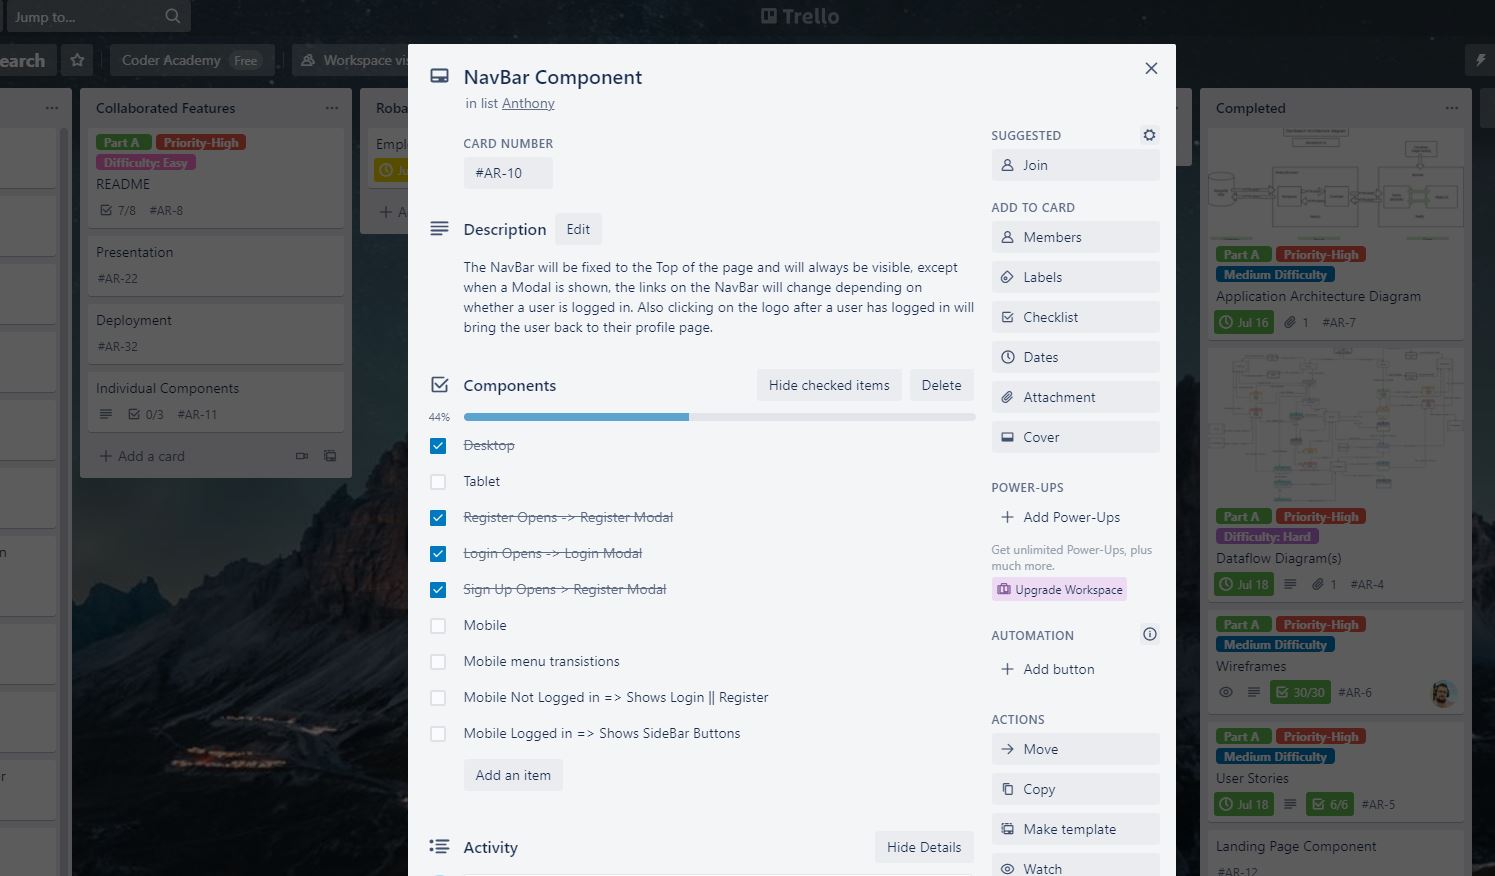 Jump to...
Trello
earch
Coder Academy Free
Workspace vis
Collaborated Features
Part A Priority-High
Difficulty: Easy
README
7/8 #AR-8
Presentation
#AR-22
Deployment
#AR-32
Individual Components
0/3 #AR-11
+ Add a card
Roba
Emplo
Ju
+ A
NavBar Component
in list Anthony
CARD NUMBER
#AR-10
Description Edit
The NavBar will be fixed to the Top of the page and will always be visible, except
when a Modal is shown, the links on the NavBar will change depending on
whether a user is logged in. Also clicking on the logo after a user has logged in will
bring the user back to their profile page.
Components Hide checked items Delete
44%
Desktop
Tablet
Register Opens -> Register Modal
Login Opens -> Login Modal
Sign Up Opens > Register Modal
Mobile
Mobile menu transistions
Mobile Not Logged in => Shows Login || Register
Mobile Logged in => Shows SideBar Buttons
Add an item
Activity Hide Details
SUGGESTED
Join
ADD TO CARD
Members
Labels
Checklist
Dates
Attachment
Cover
POWER-UPS
+ Add Power-Ups
Get unlimited Power-Ups, plus
much more.
Upgrade Workspace
AUTOMATION
+ Add button
ACTIONS
Move
Copy
Make template
Watch
Completed
Part A Priority-High
Medium Difficulty
Application Architecture Diagram
Jul 16 1 #AR-7
Part A Priority-High
Difficulty: Hard
Dataflow Diagram(s)
Jul 18 1 #AR-4
Part A Priority-High
Medium Difficulty
Wireframes
30/30 #AR-6
Part A Priority-High
Medium Difficulty
User Stories
Jul 18 6/6 #AR-5
Landing Page Component
#AR-12